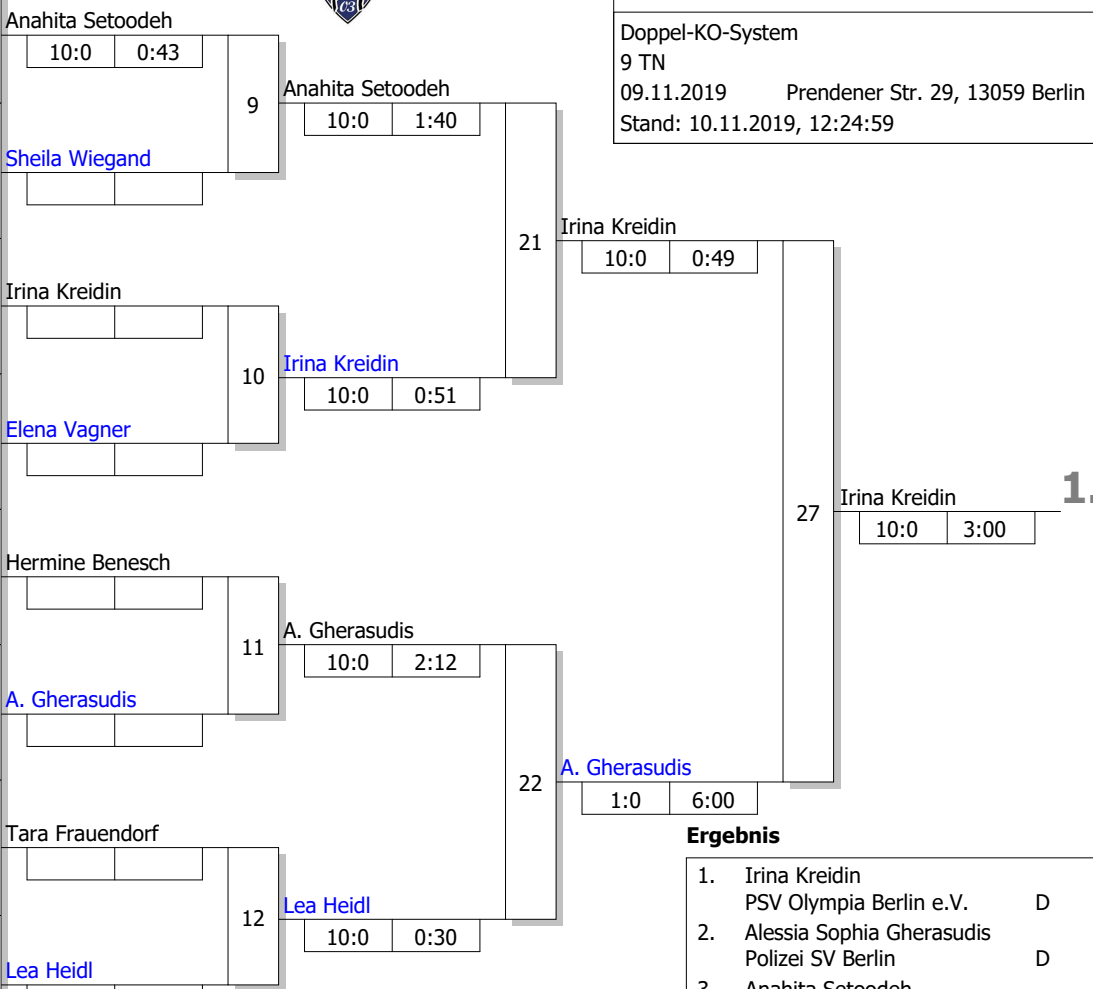 C3
Anahita Setoodeh
10:0 0:43
9
Sheila Wiegand
Irina Kreidin
10
Elena Vagner
Hermine Benesch
11
A. Gherasudis
Tara Frauendorf
12
Lea Heidl
Anahita Setoodeh
10:0 1:40
21
Irina Kreidin
10:0 0:51
A. Gherasudis
10:0 2:12
22
Lea Heidl
10:0 0:30
Irina Kreidin
10:0 0:49
27
A. Gherasudis
1:0 6:00
Irina Kreidin
10:0 3:00
1.
Doppel-KO-System
9 TN
09.11.2019 Prendener Str. 29, 13059 Berlin
Stand: 10.11.2019, 12:24:59
Ergebnis
1. Irina Kreidin
PSV Olympia Berlin e.V. D
2. Alessia Sophia Gherasudis
Polizei SV Berlin D
3. Anahita Setoodeh